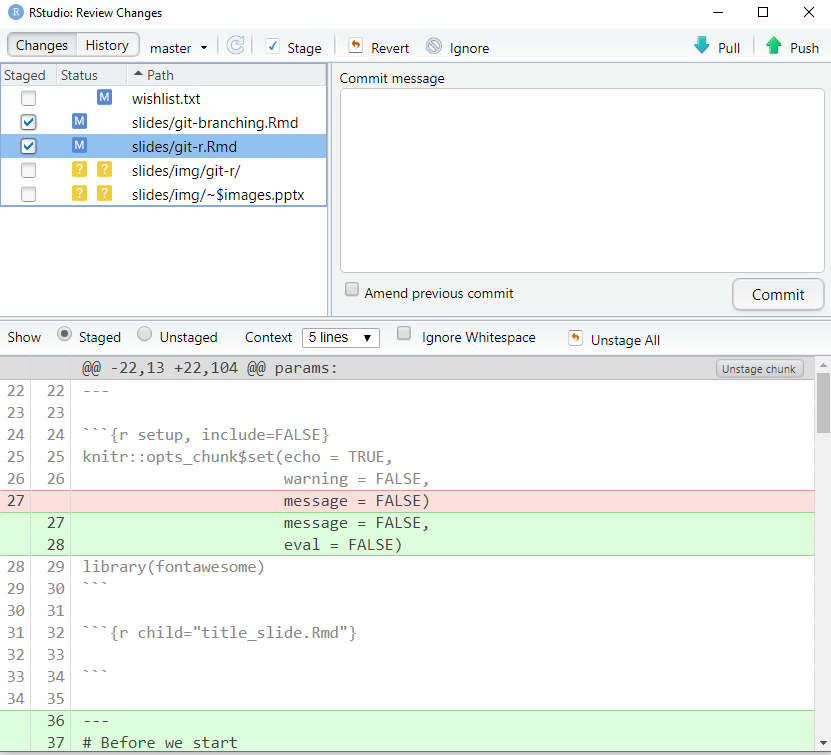 RStudio: Review Changes
Changes History master Stage Revert Ignore Pull Push
Staged Status Path
M wishlist.txt
M slides/git-branching.Rmd
M slides/git-r.Rmd
? ? slides/img/git-r/
? ? slides/img/~$images.pptx
Commit message
Amend previous commit
Commit
Show Staged Unstaged Context 5 lines Ignore Whitespace Unstage All
@@ -22,13 +22,104 @@ params: Unstage chunk
22 22 ---
23 23
24 24 ```{r setup, include=FALSE}
25 25 knitr::opts_chunk$set(echo = TRUE,
26 26 warning = FALSE,
27 message = FALSE)
27 message = FALSE,
28 eval = FALSE)
28 29 library(fontawesome)
29 30 ```
30 31
31 32 ```{r child="title_slide.Rmd"}
32 33
33 34 ```
34 35
36 ---
37 # Before we start